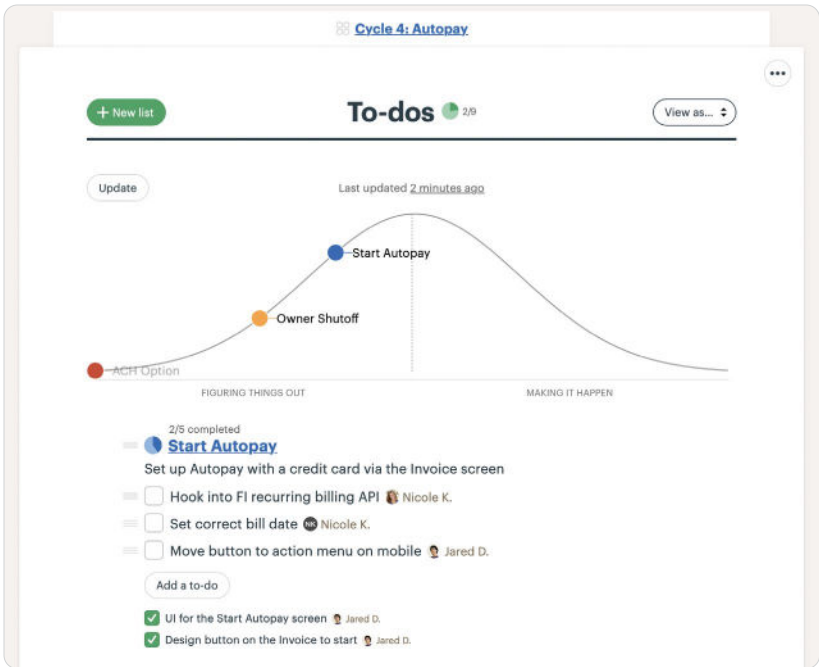 Cycle 4: Autopay
+ New list
To-dos 2/9
View as...
Update
Last updated 2 minutes ago
Start Autopay
Owner Shutoff
ACH Option
FIGURING THINGS OUT
MAKING IT HAPPEN
2/5 completed
Start Autopay
Set up Autopay with a credit card via the Invoice screen
Hook into FI recurring billing API Nicole K.
Set correct bill date NK Nicole K.
Move button to action menu on mobile Jared D.
Add a to-do
UI for the Start Autopay screen Jared D.
Design button on the Invoice to start Jared D.